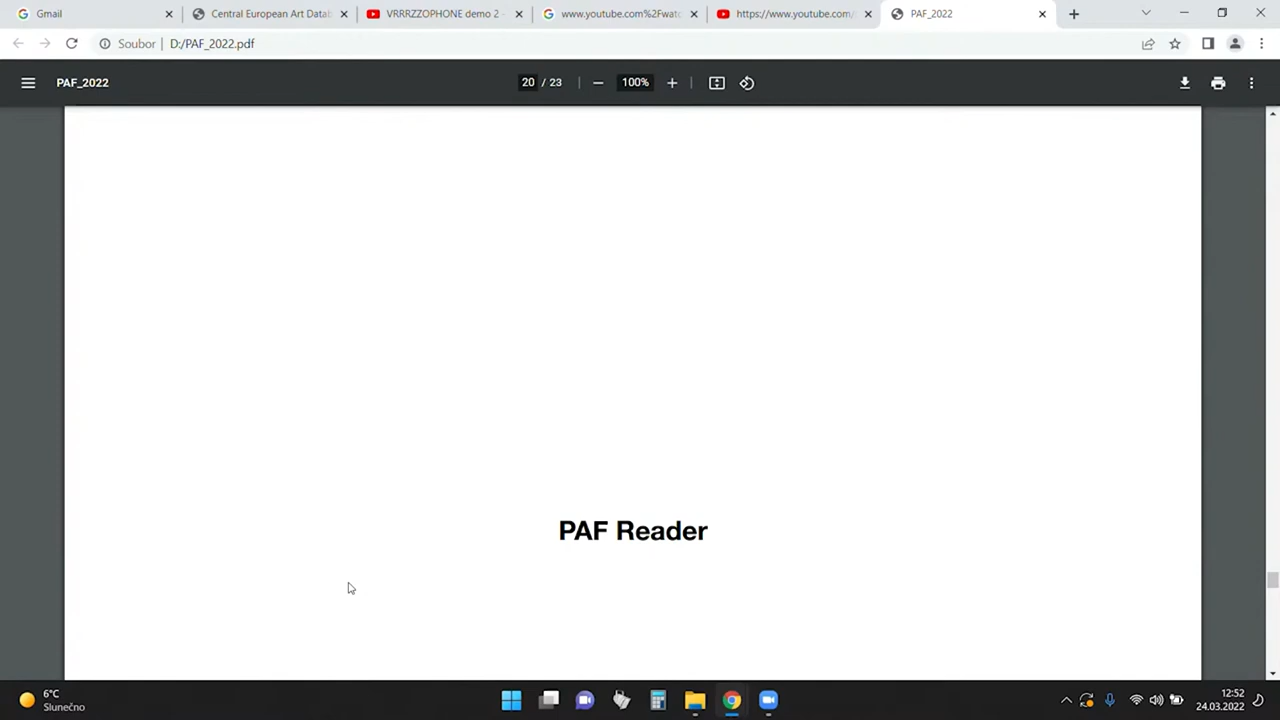 Gmail
Central European Art Datab
VRRRZZOPHONE demo 2 -
www.youtube.com%2Fwatc
https://www.youtube.com/
PAF_2022
Soubor | D:/PAF_2022.pdf
PAF_2022
20 / 23
100%
PAF Reader
6°C
Slunečno
12:52
24.03.2022